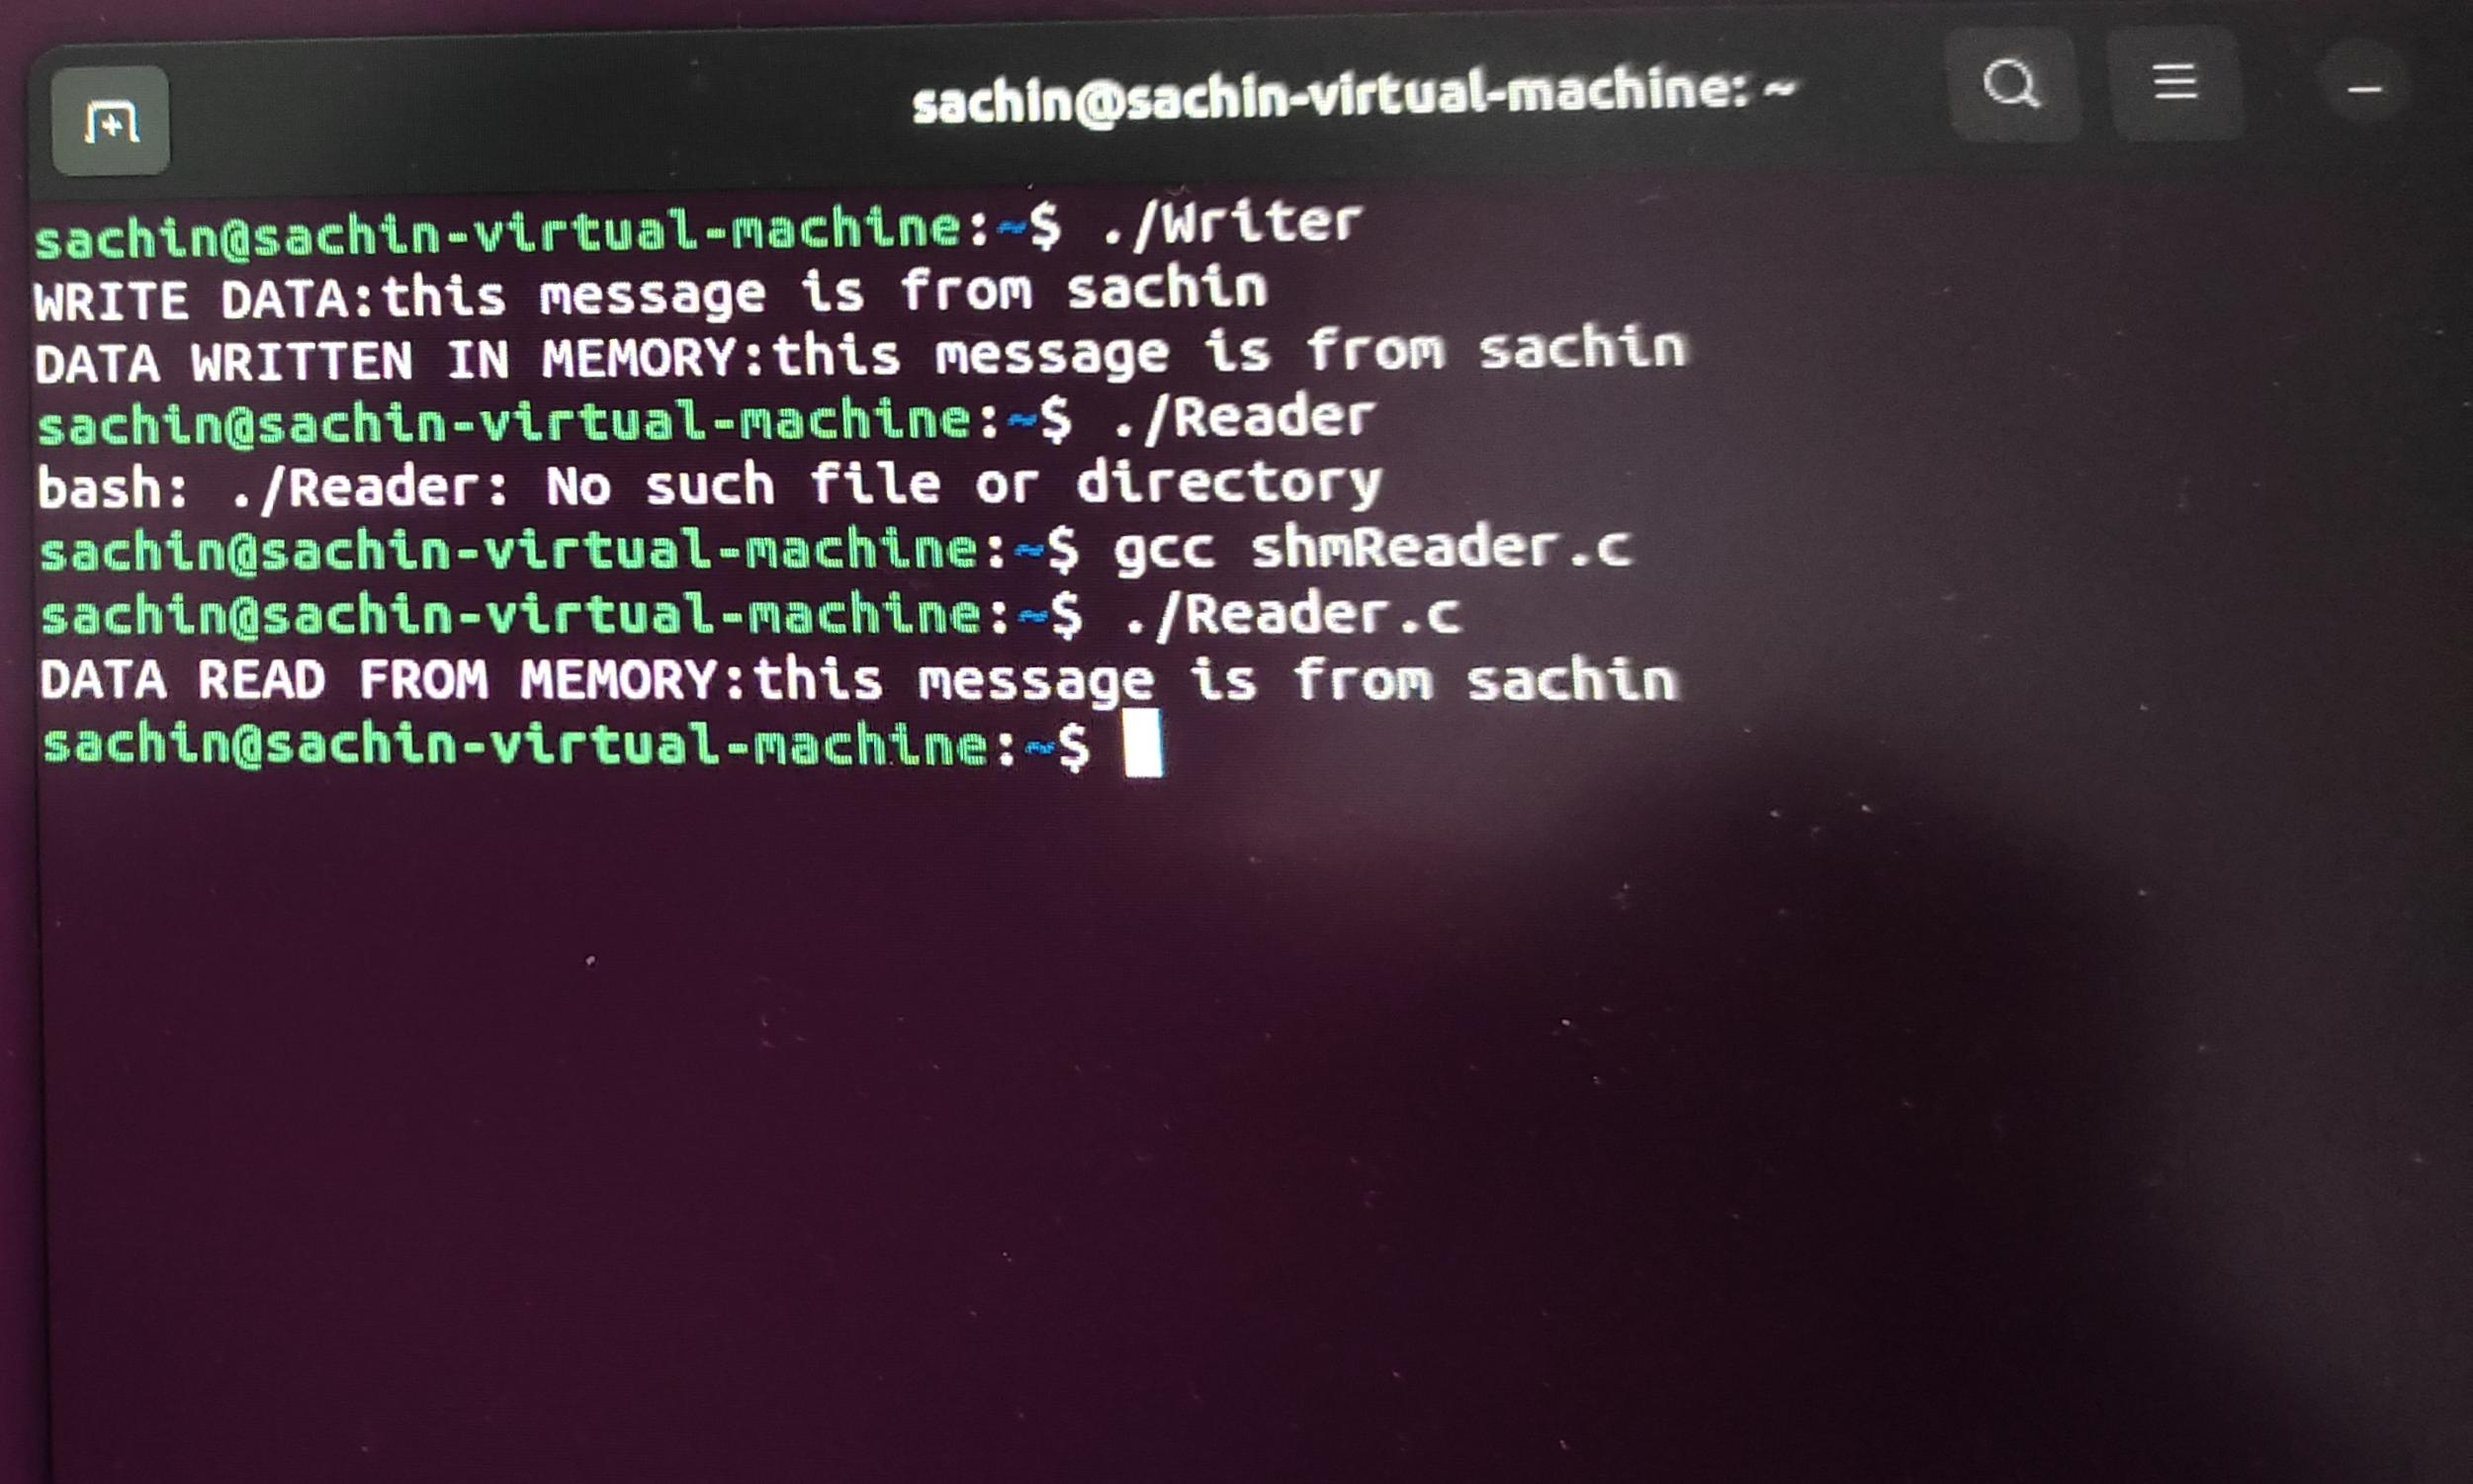 sachin@sachin-virtual-machine: ~
sachin@sachin-virtual-machine:~$ ./Writer
WRITE DATA:this message is from sachin
DATA WRITTEN IN MEMORY:this message is from sachin
sachin@sachin-virtual-machine:~$ ./Reader
bash: ./Reader: No such file or directory
sachin@sachin-virtual-machine:~$ gcc shmReader.c
sachin@sachin-virtual-machine:~$ ./Reader.c
DATA READ FROM MEMORY:this message is from sachin
sachin@sachin-virtual-machine:~$